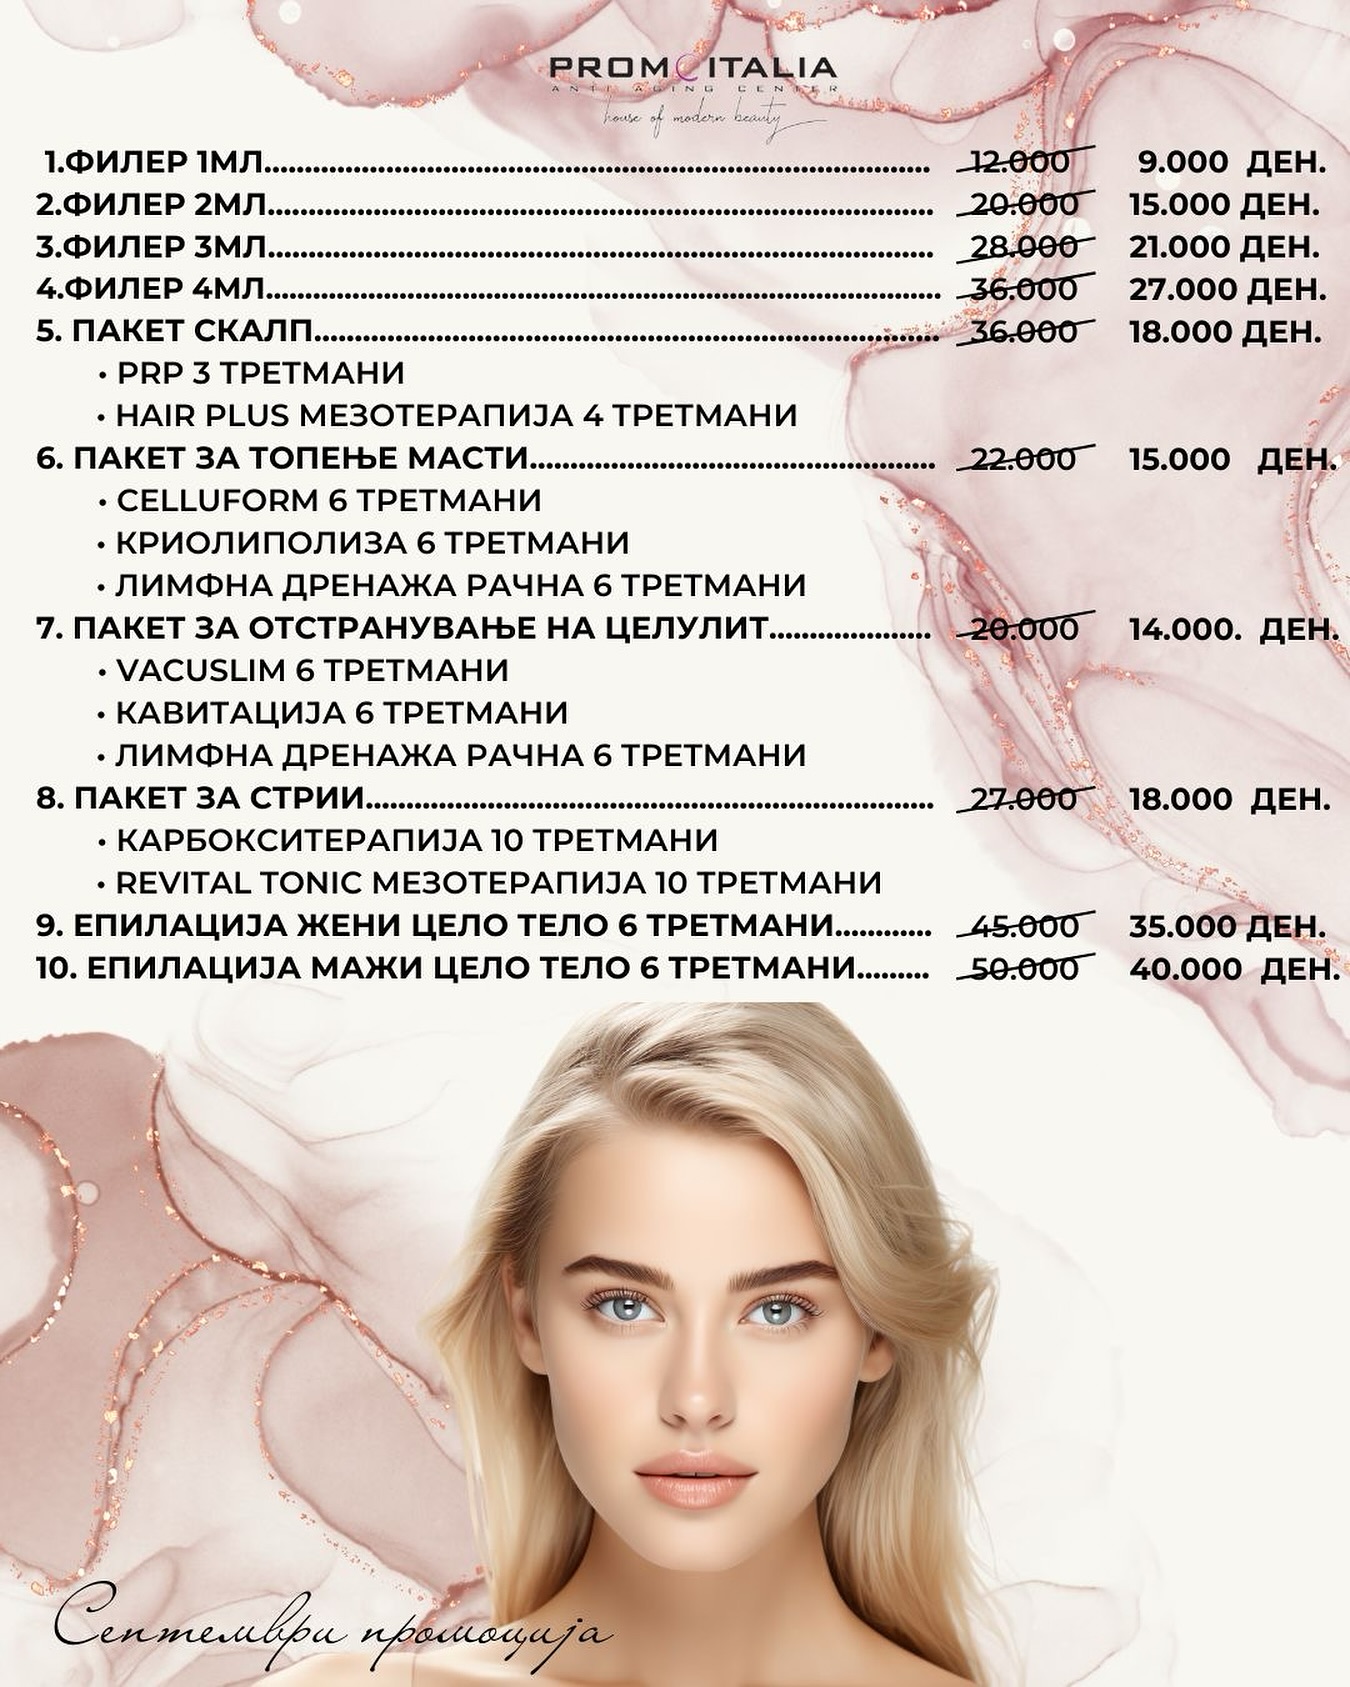 PROMOITALIA
ANTI AGING CENTER
house of modern beauty
1.ФИЛЕР 1МЛ.................................................................................. 12.000 9.000 ДЕН.
2.ФИЛЕР 2МЛ.................................................................................. 20.000 15.000 ДЕН.
3.ФИЛЕР 3МЛ.................................................................................. 28.000 21.000 ДЕН.
4.ФИЛЕР 4МЛ................................................................................... 36.000 27.000 ДЕН.
5. ПАКЕТ СКАЛП............................................................................. 36.000 18.000 ДЕН.
• PRP 3 ТРЕТМАНИ
• HAIR PLUS МЕЗОТЕРАПИЈА 4 ТРЕТМАНИ
6. ПАКЕТ ЗА ТОПЕЊЕ МАСТИ.................................................. 22.000 15.000 ДЕН.
• CELLUFORM 6 ТРЕТМАНИ
• КРИОЛИПОЛИЗА 6 ТРЕТМАНИ
• ЛИМФНА ДРЕНАЖА РАЧНА 6 ТРЕТМАНИ
7. ПАКЕТ ЗА ОТСТРАНУВАЊЕ НА ЦЕЛУЛИТ.................... 20.000 14.000. ДЕН.
• VACUSLIM 6 ТРЕТМАНИ
• КАВИТАЦИЈА 6 ТРЕТМАНИ
• ЛИМФНА ДРЕНАЖА РАЧНА 6 ТРЕТМАНИ
8. ПАКЕТ ЗА СТРИИ...................................................................... 27.000 18.000 ДЕН.
• КАРБОКСИТЕРАПИЈА 10 ТРЕТМАНИ
• REVITAL TONIC МЕЗОТЕРАПИЈА 10 ТРЕТМАНИ
9. ЕПИЛАЦИЈА ЖЕНИ ЦЕЛО ТЕЛО 6 ТРЕТМАНИ............ 45.000 35.000 ДЕН.
10. ЕПИЛАЦИЈА МАЖИ ЦЕЛО ТЕЛО 6 ТРЕТМАНИ......... 50.000 40.000 ДЕН.
Септември промоција